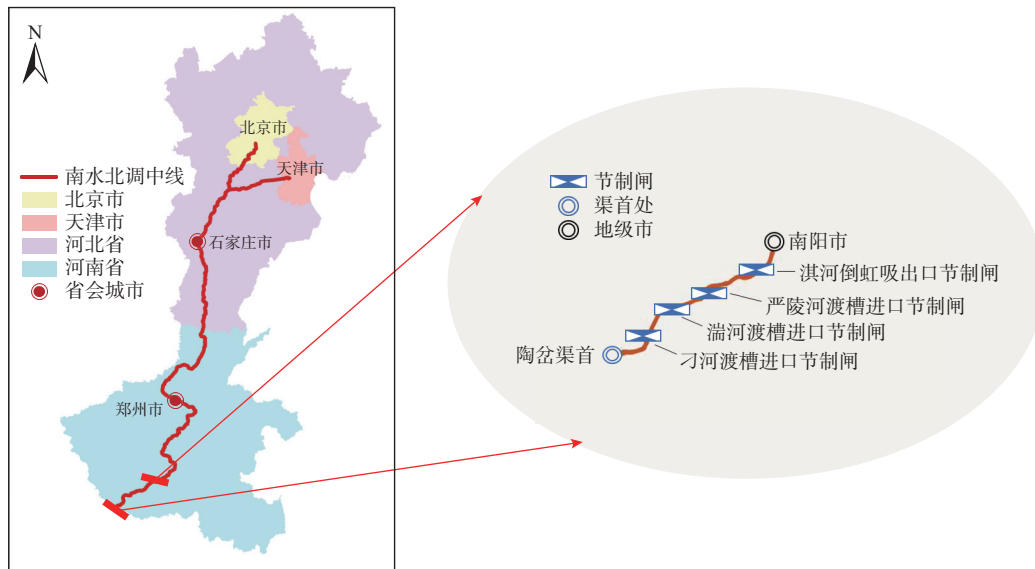 N
北京市
天津市
南水北调中线
北京市
天津市
河北省
河南省
省会城市
石家庄市
郑州市
节制闸
渠首处
地级市
南阳市
淇河倒虹吸出口节制闸
严陵河渡槽进口节制闸
湍河渡槽进口节制闸
刁河渡槽进口节制闸
陶岔渠首